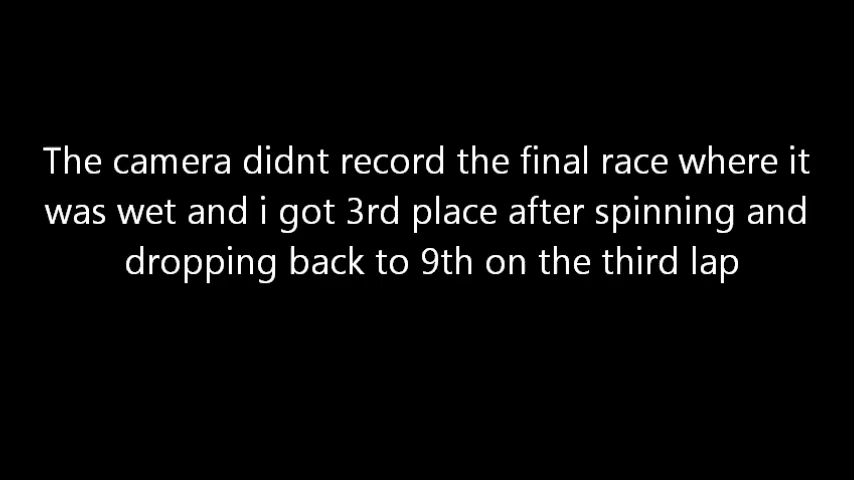 The camera didnt record the final race where it
was wet and i got 3rd place after spinning and
dropping back to 9th on the third lap